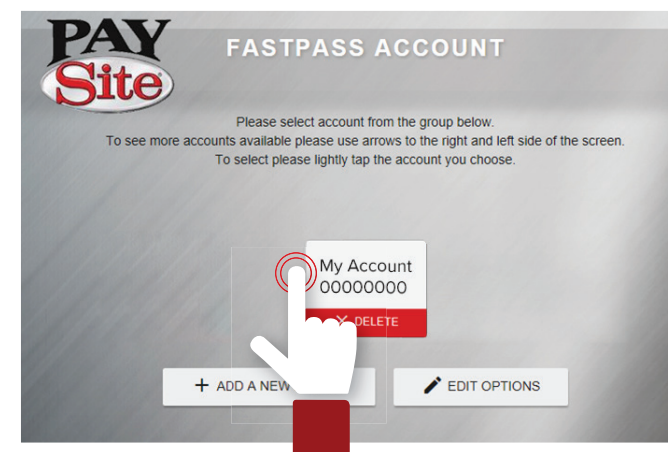 PAY
Site
FASTPASS ACCOUNT
Please select account from the group below.
To see more accounts available please use arrows to the right and left side of the screen.
To select please lightly tap the account you choose.
My Account
00000000
DELETE
+ ADD A NEW
EDIT OPTIONS